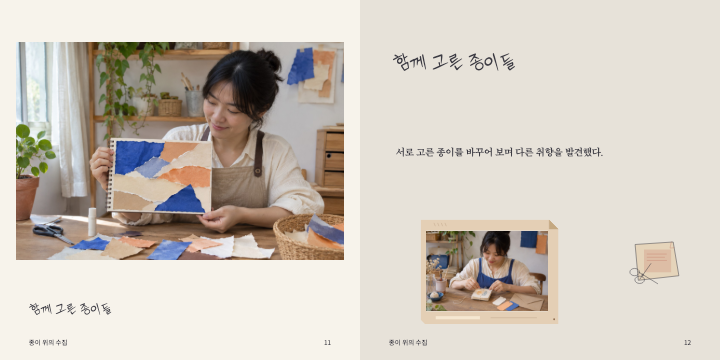 함께 고른 종이들
종이 위의 수집
11
함께 고른 종이들
서로 고른 종이를 바꾸어 보며 다른 취향을 발견했다.
종이 위의 수집
12